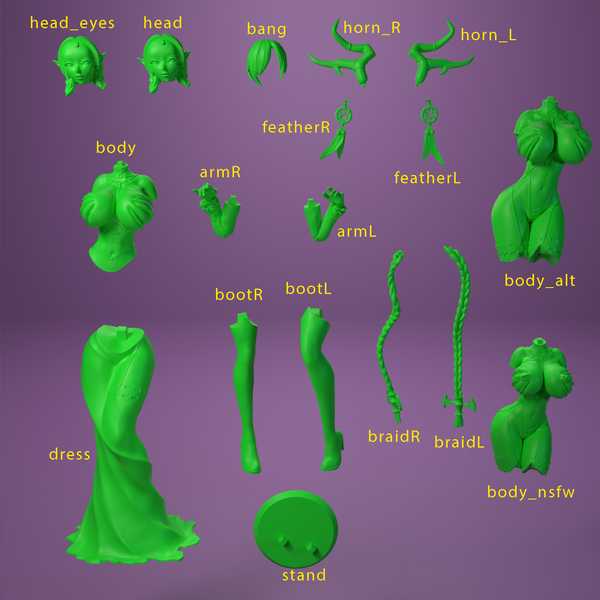 head_eyes
head
bang
horn_R
horn_L
featherR
featherL
body
armR
armL
body_alt
bootR
bootL
braidR
braidL
dress
body_nsfw
stand